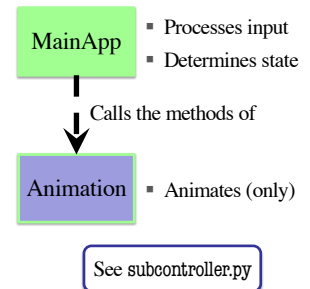 MainApp
▪ Processes input
▪ Determines state
Calls the methods of
Animation
▪ Animates (only)
See subcontroller.py